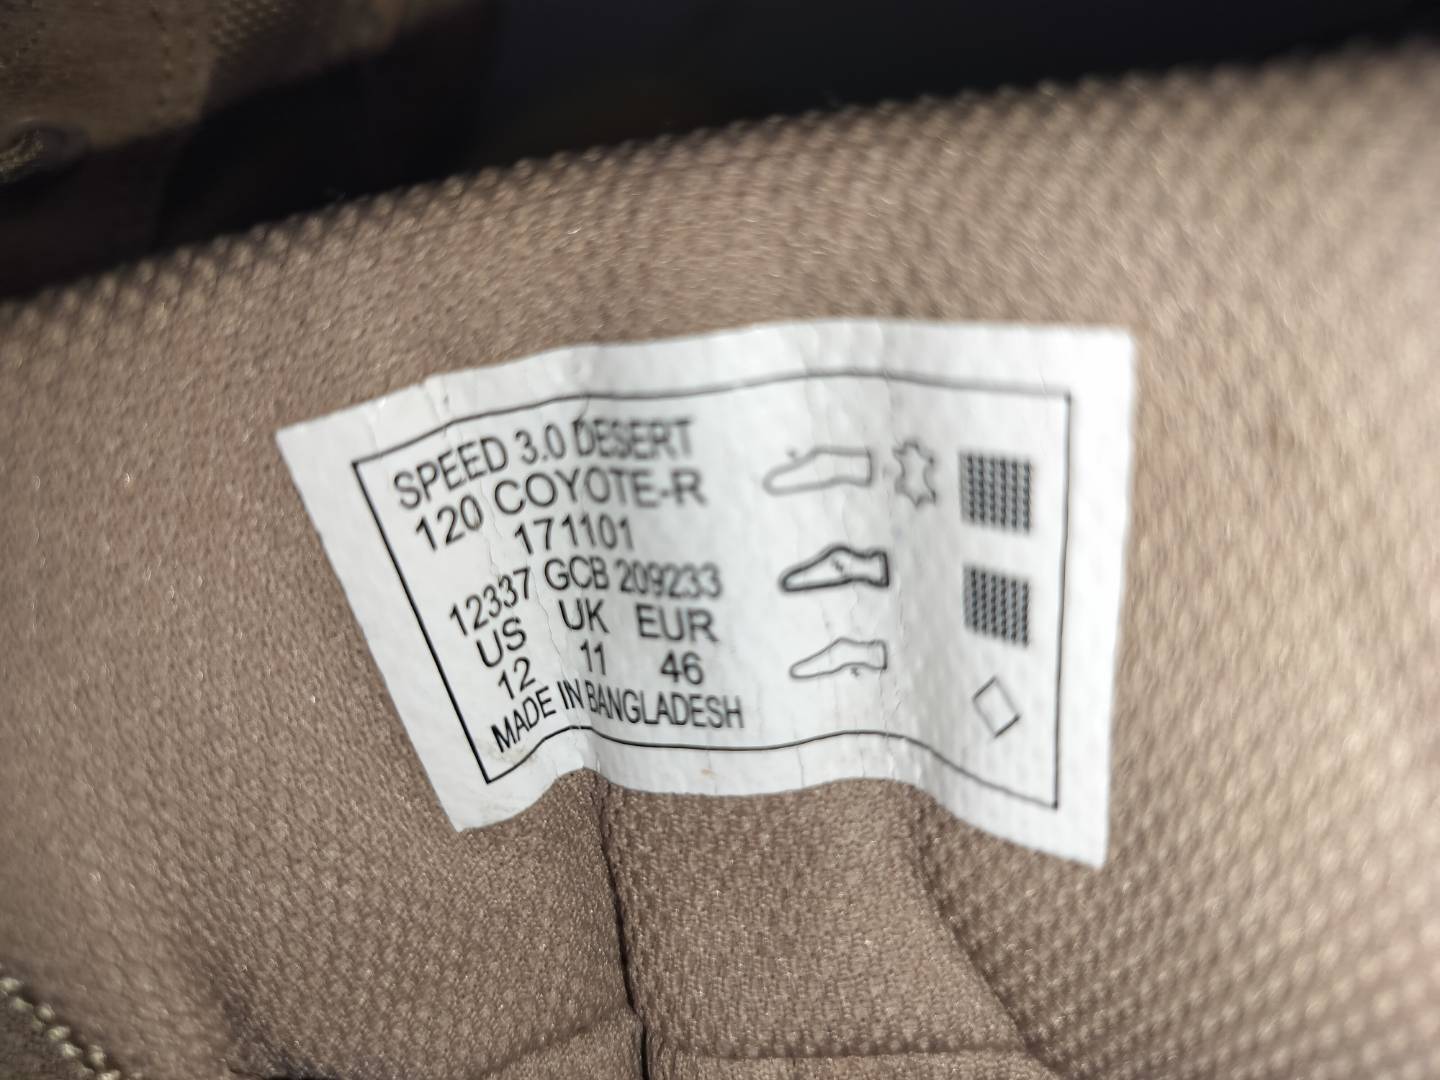 SPEED 3.0 DESERT
120 COYOTE-R
171101
12337 GCB 209233
US UK EUR
12 11 46
MADE IN BANGLADESH